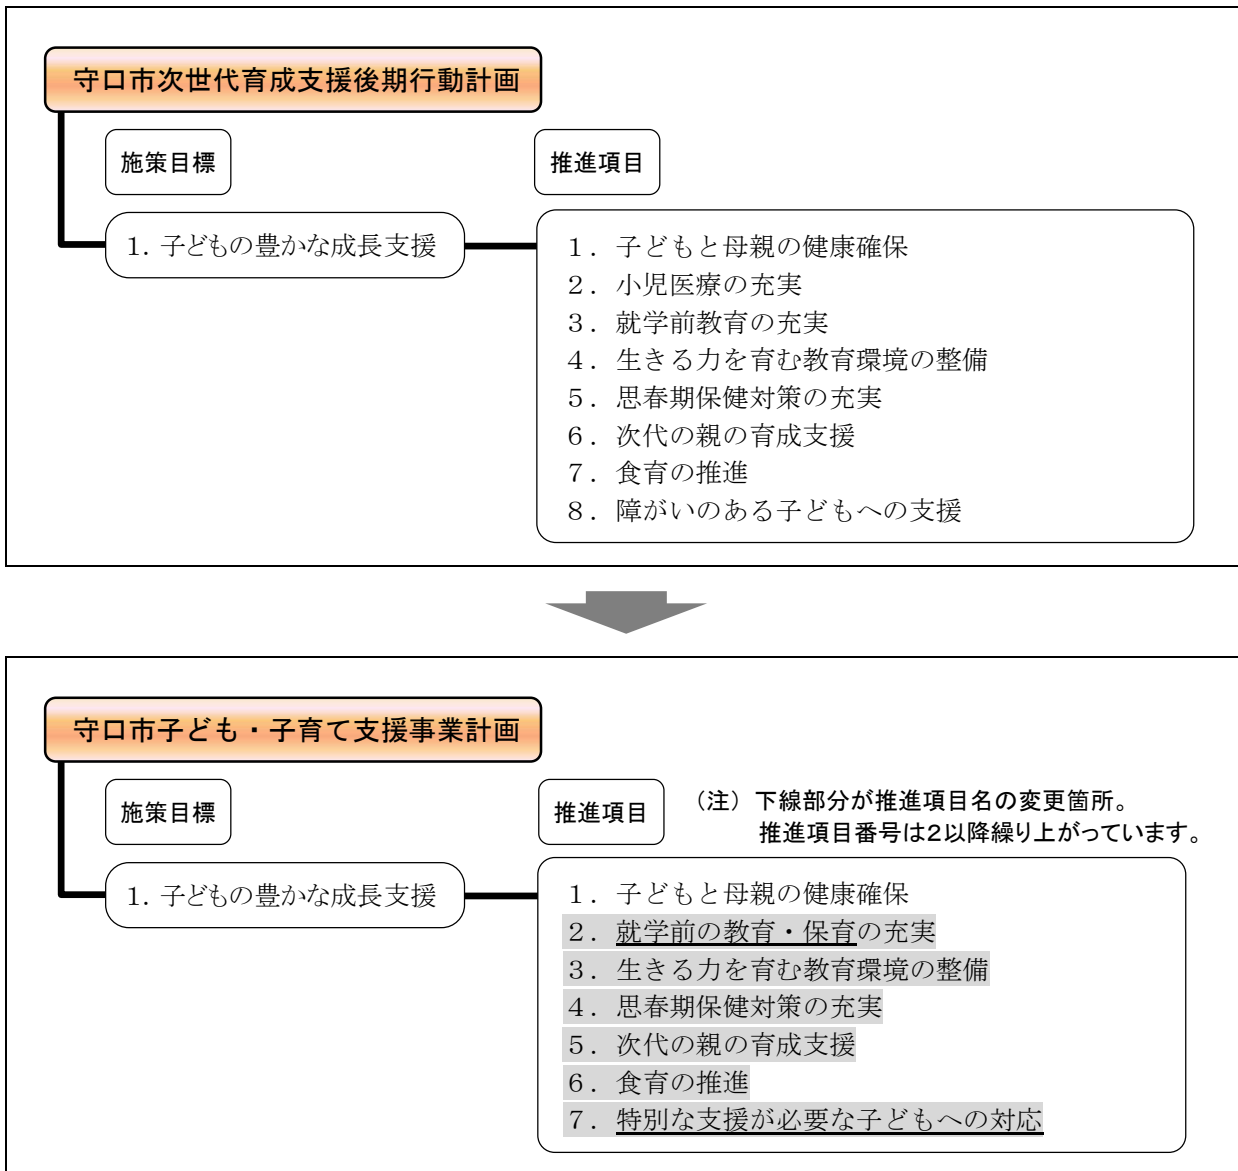 守口市次世代育成支援後期行動計画
施策目標
推進項目
1. 子どもの豊かな成長支援
１．子どもと母親の健康確保
２．小児医療の充実
３．就学前教育の充実
４．生きる力を育む教育環境の整備
５．思春期保健対策の充実
６．次代の親の育成支援
７．食育の推進
８．障がいのある子どもへの支援
守口市子ども・子育て支援事業計画
施策目標
推進項目
（注）下線部分が推進項目名の変更箇所。
推進項目番号は２以降繰り上がっています。
1. 子どもの豊かな成長支援
１．子どもと母親の健康確保
２．就学前の教育・保育の充実
３．生きる力を育む教育環境の整備
４．思春期保健対策の充実
５．次代の親の育成支援
６．食育の推進
７．特別な支援が必要な子どもへの対応